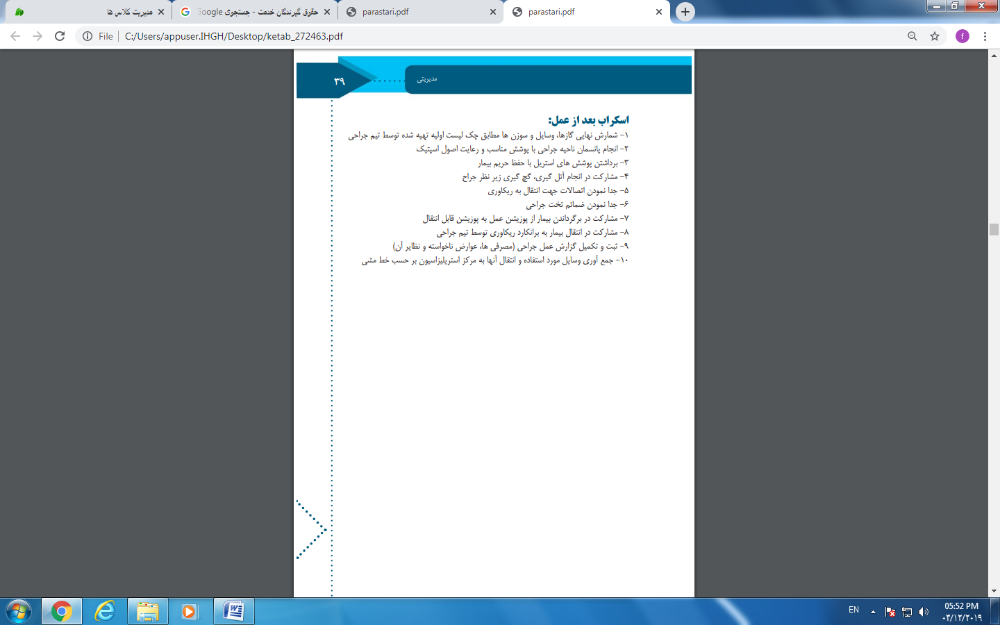 مدیریت کلاس ها
حقوق گیرندگان خدمت - جستجوی Google
parastari.pdf
parastari.pdf
File
C:/Users/appuser.IHGH/Desktop/ketab_272463.pdf
f
۳۹
مدیریتی
اسکراب بعد از عمل:
۱- شمارش نهایی گازها، وسایل و سوزن ها مطابق چک لیست اولیه تهیه شده توسط تیم جراحی
۲- انجام پانسمان ناحیه جراحی با پوشش مناسب و رعایت اصول اسپتیک
۳- برداشتن پوشش های استریل با حفظ حریم بیمار
۴- مشارکت در انجام آتل گیری، گچ گیری زیر نظر جراح
۵- جدا نمودن اتصالات جهت انتقال به ریکاوری
۶- جدا نمودن ضمائم تخت جراحی
۷- مشارکت در برگرداندن بیمار از پوزیشن عمل به پوزیشن قابل انتقال
۸- مشارکت در انتقال بیمار به برانکارد ریکاوری توسط تیم جراحی
۹- ثبت و تکمیل گزارش عمل جراحی (مصرفی ها، عوارض ناخواسته و نظایر آن)
۱۰- جمع آوری وسایل مورد استفاده و انتقال آنها به مرکز استریلیزاسیون بر حسب خط مشی
EN
05:52 PM
۰۳/۱۲/۲۰۱۹